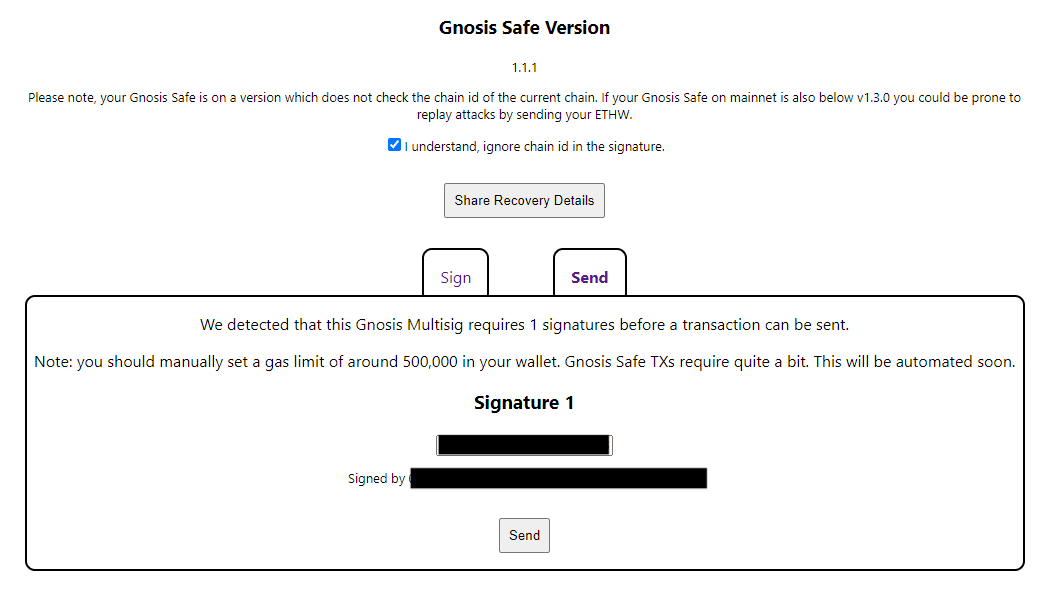 Gnosis Safe Version
1.1.1
Please note, your Gnosis Safe is on a version which does not check the chain id of the current chain. If your Gnosis Safe on mainnet is also below v1.3.0 you could be prone to
replay attacks by sending your ETHW.
I understand, ignore chain id in the signature.
Share Recovery Details
Sign
Send
We detected that this Gnosis Multisig requires 1 signatures before a transaction can be sent.
Note: you should manually set a gas limit of around 500,000 in your wallet. Gnosis Safe TXs require quite a bit. This will be automated soon.
Signature 1
Signed by
Send